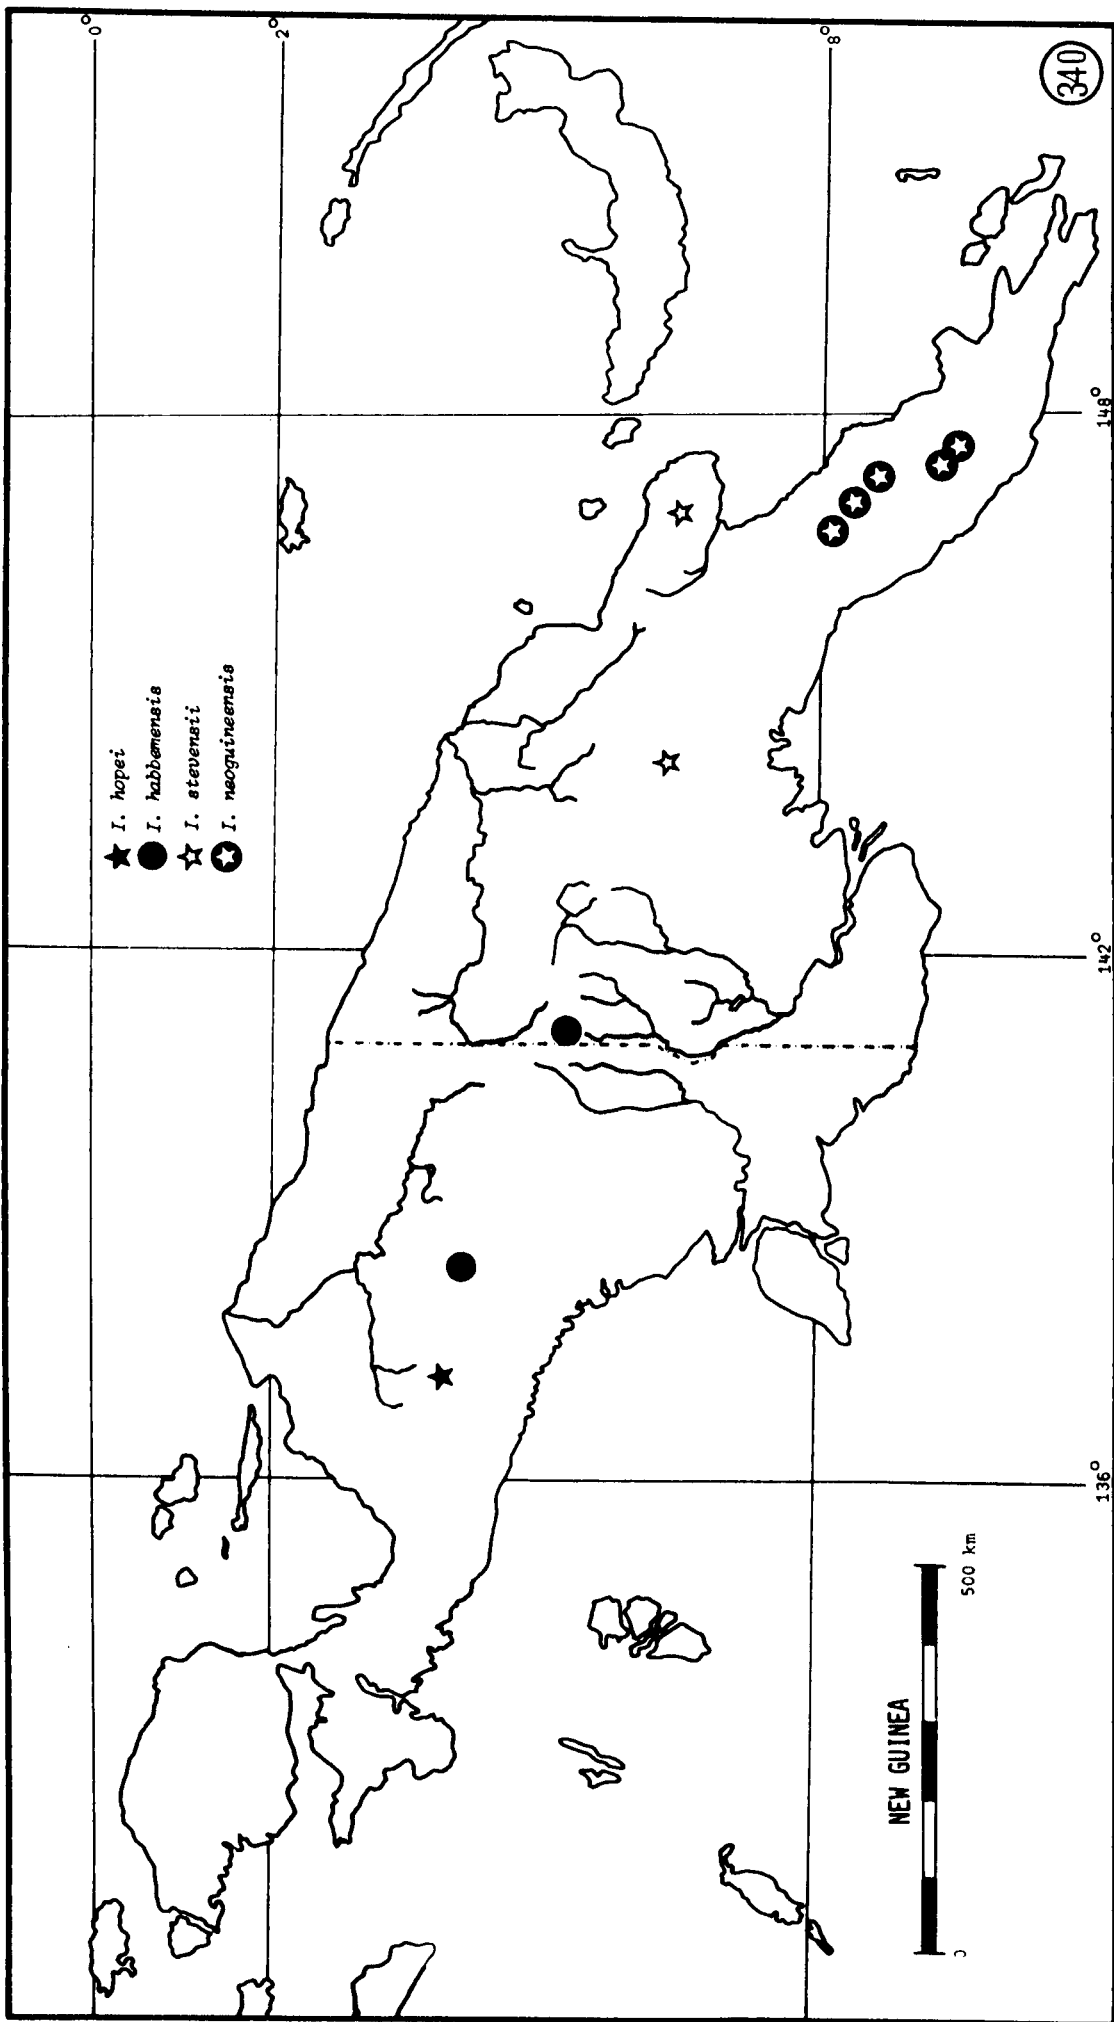 0°
2°
8°
340
★ I. hopei
● I. habbemensis
☆ I. stevensii
✪ I. neoguineensis
148°
142°
136°
NEW GUINEA
0
500 km